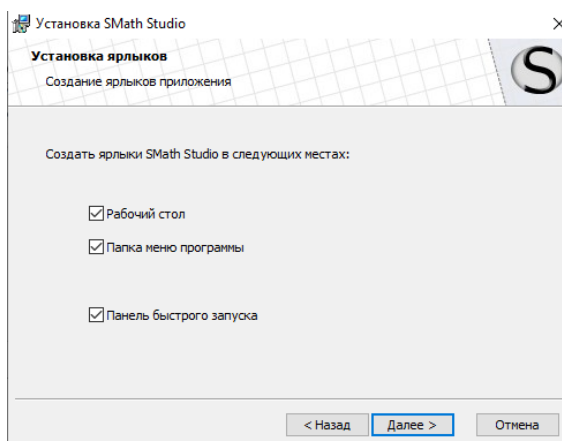 Установка SMath Studio
Установка ярлыков
Создание ярлыков приложения
S
Создать ярлыки SMath Studio в следующих местах:
Рабочий стол
Папка меню программы
Панель быстрого запуска
< Назад Далее > Отмена